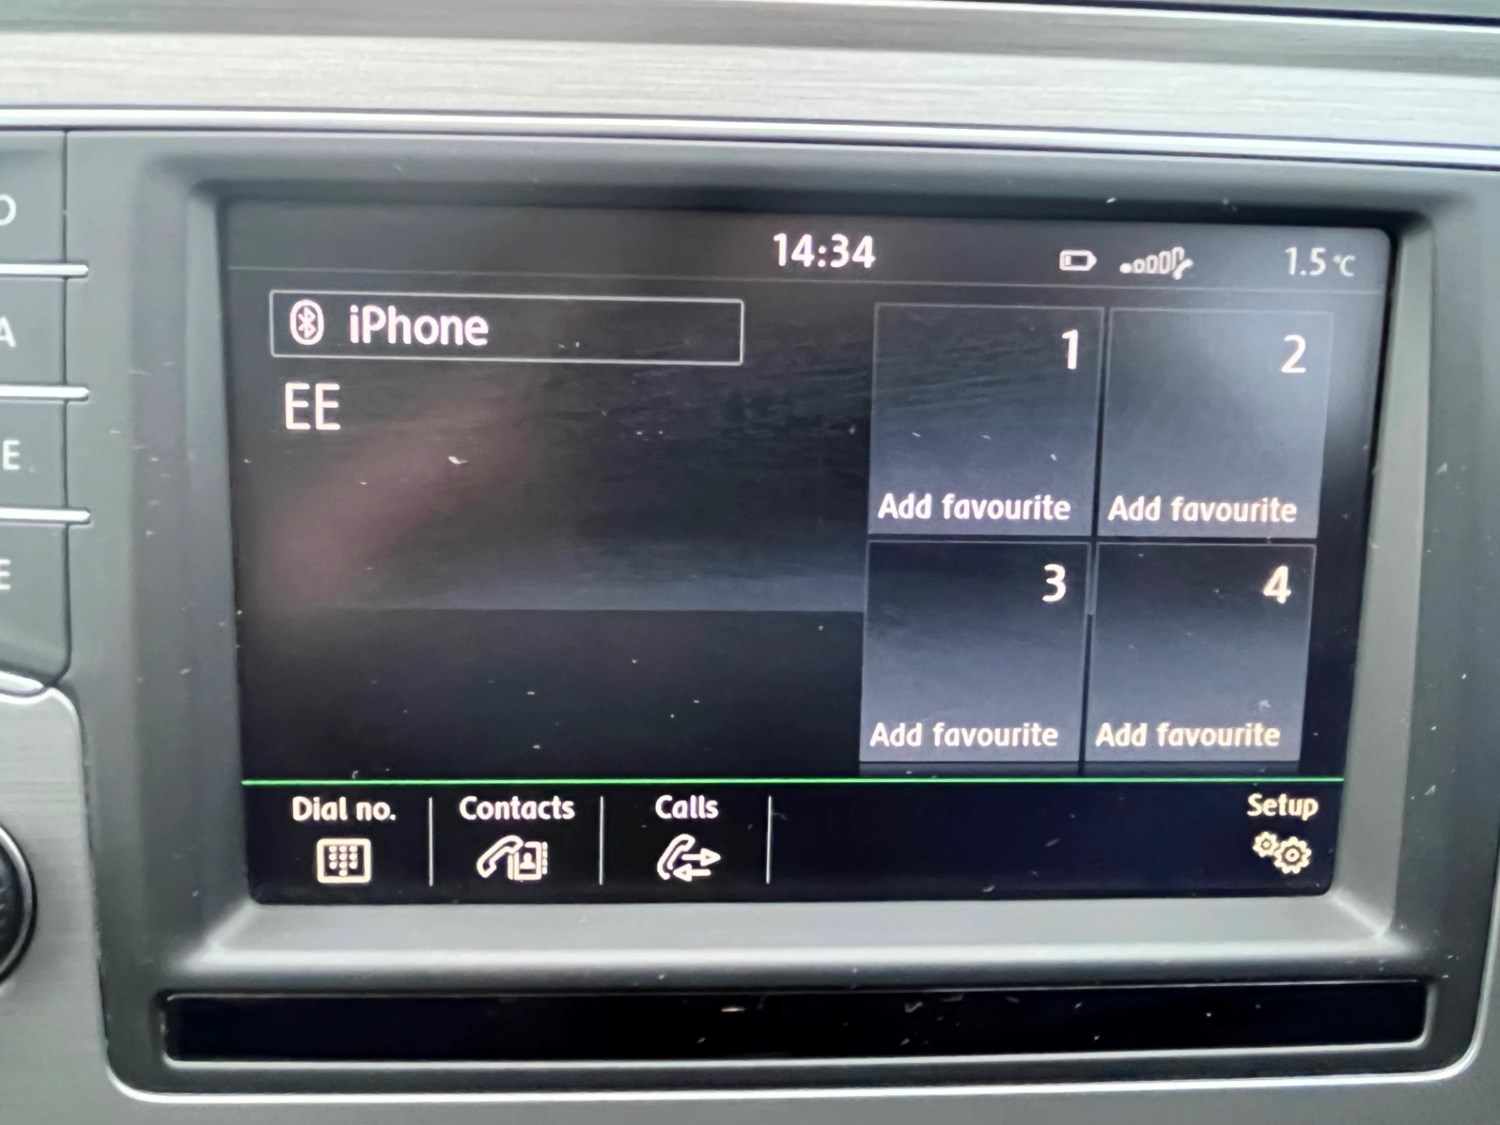 14:34 1.5 °C
iPhone
EE
1 2
Add favourite Add favourite
3 4
Add favourite Add favourite
Dial no. Contacts Calls Setup
A
E
E